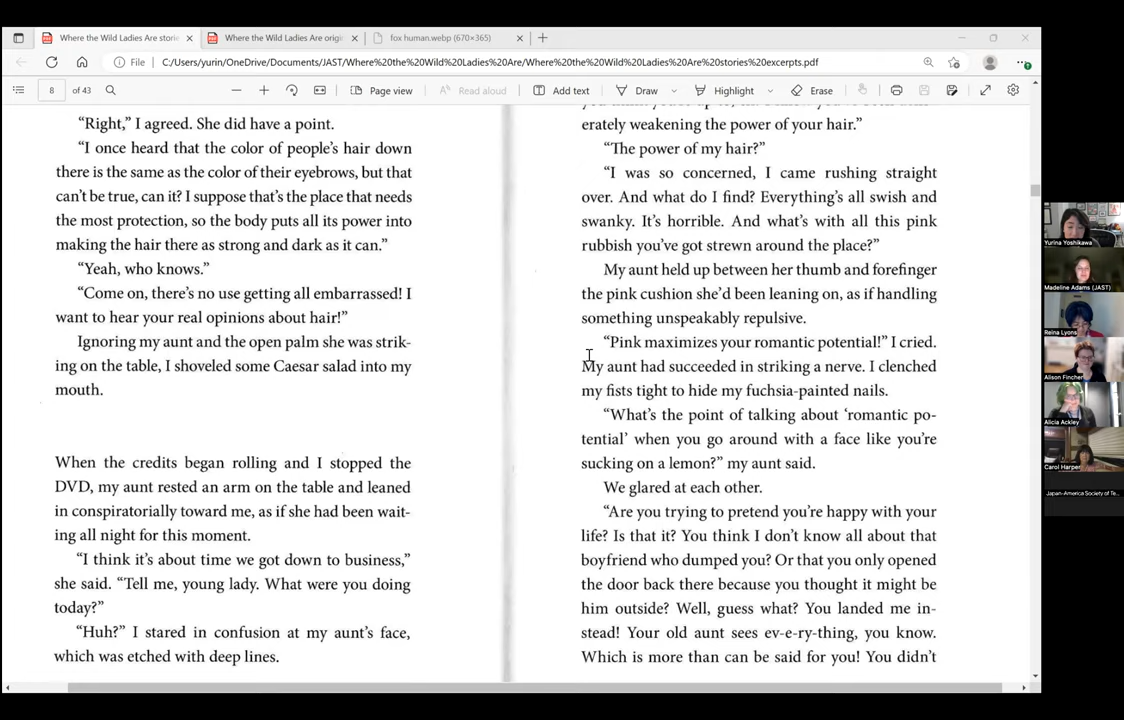 Where the Wild Ladies Are storie
Where the Wild Ladies Are origi
fox human.webp (670×365)
File
C:/Users/yurin/OneDrive/Documents/JAST/Where%20the%20Wild%20Ladies%20Are/Where%20the%20Wild%20Ladies%20Are%20stories%20excerpts.pdf
8
of 43
Page view
Read aloud
Add text
Draw
Highlight
Erase
“Right,” I agreed. She did have a point.
“I once heard that the color of people’s hair down
there is the same as the color of their eyebrows, but that
can’t be true, can it? I suppose that’s the place that needs
the most protection, so the body puts all its power into
making the hair there as strong and dark as it can.”
“Yeah, who knows.”
“Come on, there’s no use getting all embarrassed! I
want to hear your real opinions about hair!”
Ignoring my aunt and the open palm she was strik-
ing on the table, I shoveled some Caesar salad into my
mouth.
When the credits began rolling and I stopped the
DVD, my aunt rested an arm on the table and leaned
in conspiratorially toward me, as if she had been wait-
ing all night for this moment.
“I think it’s about time we got down to business,”
she said. “Tell me, young lady. What were you doing
today?”
“Huh?” I stared in confusion at my aunt’s face,
which was etched with deep lines.
erately weakening the power of your hair.”
“The power of my hair?”
“I was so concerned, I came rushing straight
over. And what do I find? Everything’s all swish and
swanky. It’s horrible. And what’s with all this pink
rubbish you’ve got strewn around the place?”
My aunt held up between her thumb and forefinger
the pink cushion she’d been leaning on, as if handling
something unspeakably repulsive.
“Pink maximizes your romantic potential!” I cried.
My aunt had succeeded in striking a nerve. I clenched
my fists tight to hide my fuchsia-painted nails.
“What’s the point of talking about ‘romantic po-
tential’ when you go around with a face like you’re
sucking on a lemon?” my aunt said.
We glared at each other.
“Are you trying to pretend you’re happy with your
life? Is that it? You think I don’t know all about that
boyfriend who dumped you? Or that you only opened
the door back there because you thought it might be
him outside? Well, guess what? You landed me in-
stead! Your old aunt sees ev-e-ry-thing, you know.
Which is more than can be said for you! You didn’t
Yurina Yoshikawa
Madeline Adams (JAST)
Reina Lyons
Alison Fincher
Alicia Ackley
Carol Harper
Japan-America Society of Te...